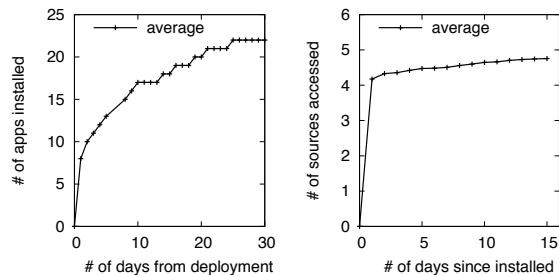 average
# of apps installed
25
20
15
10
5
0
0 10 20 30
# of days from deployment
average
# of sources accessed
6
5
4
3
2
1
0
0 5 10 15
# of days since installed